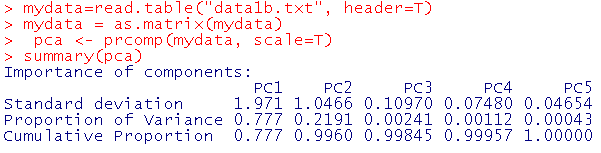 > mydata=read.table("data1b.txt", header=T)
> mydata = as.matrix(mydata)
>  pca <- prcomp(mydata, scale=T)
> summary(pca)
Importance of components:
                         PC1    PC2     PC3     PC4     PC5
Standard deviation     1.971 1.0466 0.10970 0.07480 0.04654
Proportion of Variance 0.777 0.2191 0.00241 0.00112 0.00043
Cumulative Proportion  0.777 0.9960 0.99845 0.99957 1.00000